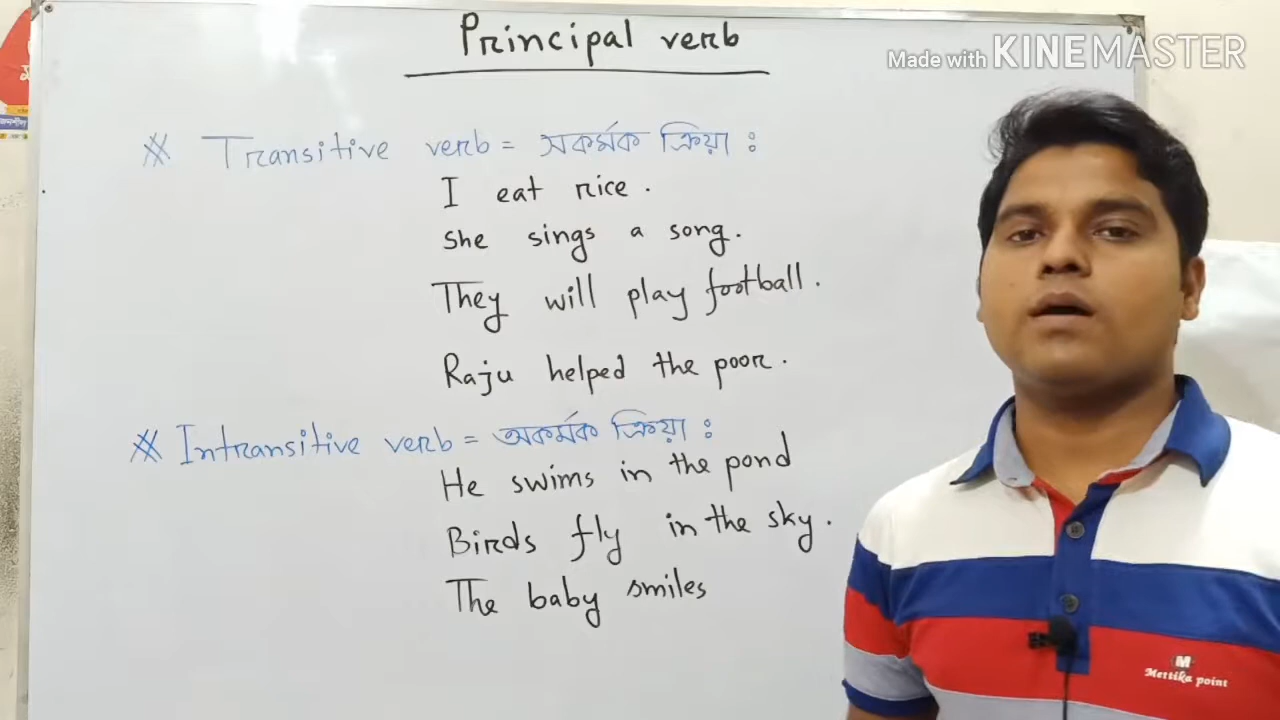 Principal verb
Made with KINEMASTER
※ Transitive verb = সকর্মক ক্রিয়া :
I eat rice.
She sings a song.
They will play football.
Raju helped the poor.
※ Intransitive verb = অকর্মক ক্রিয়া :
He swims in the pond
Birds fly in the sky.
The baby smiles
M
Mettika point